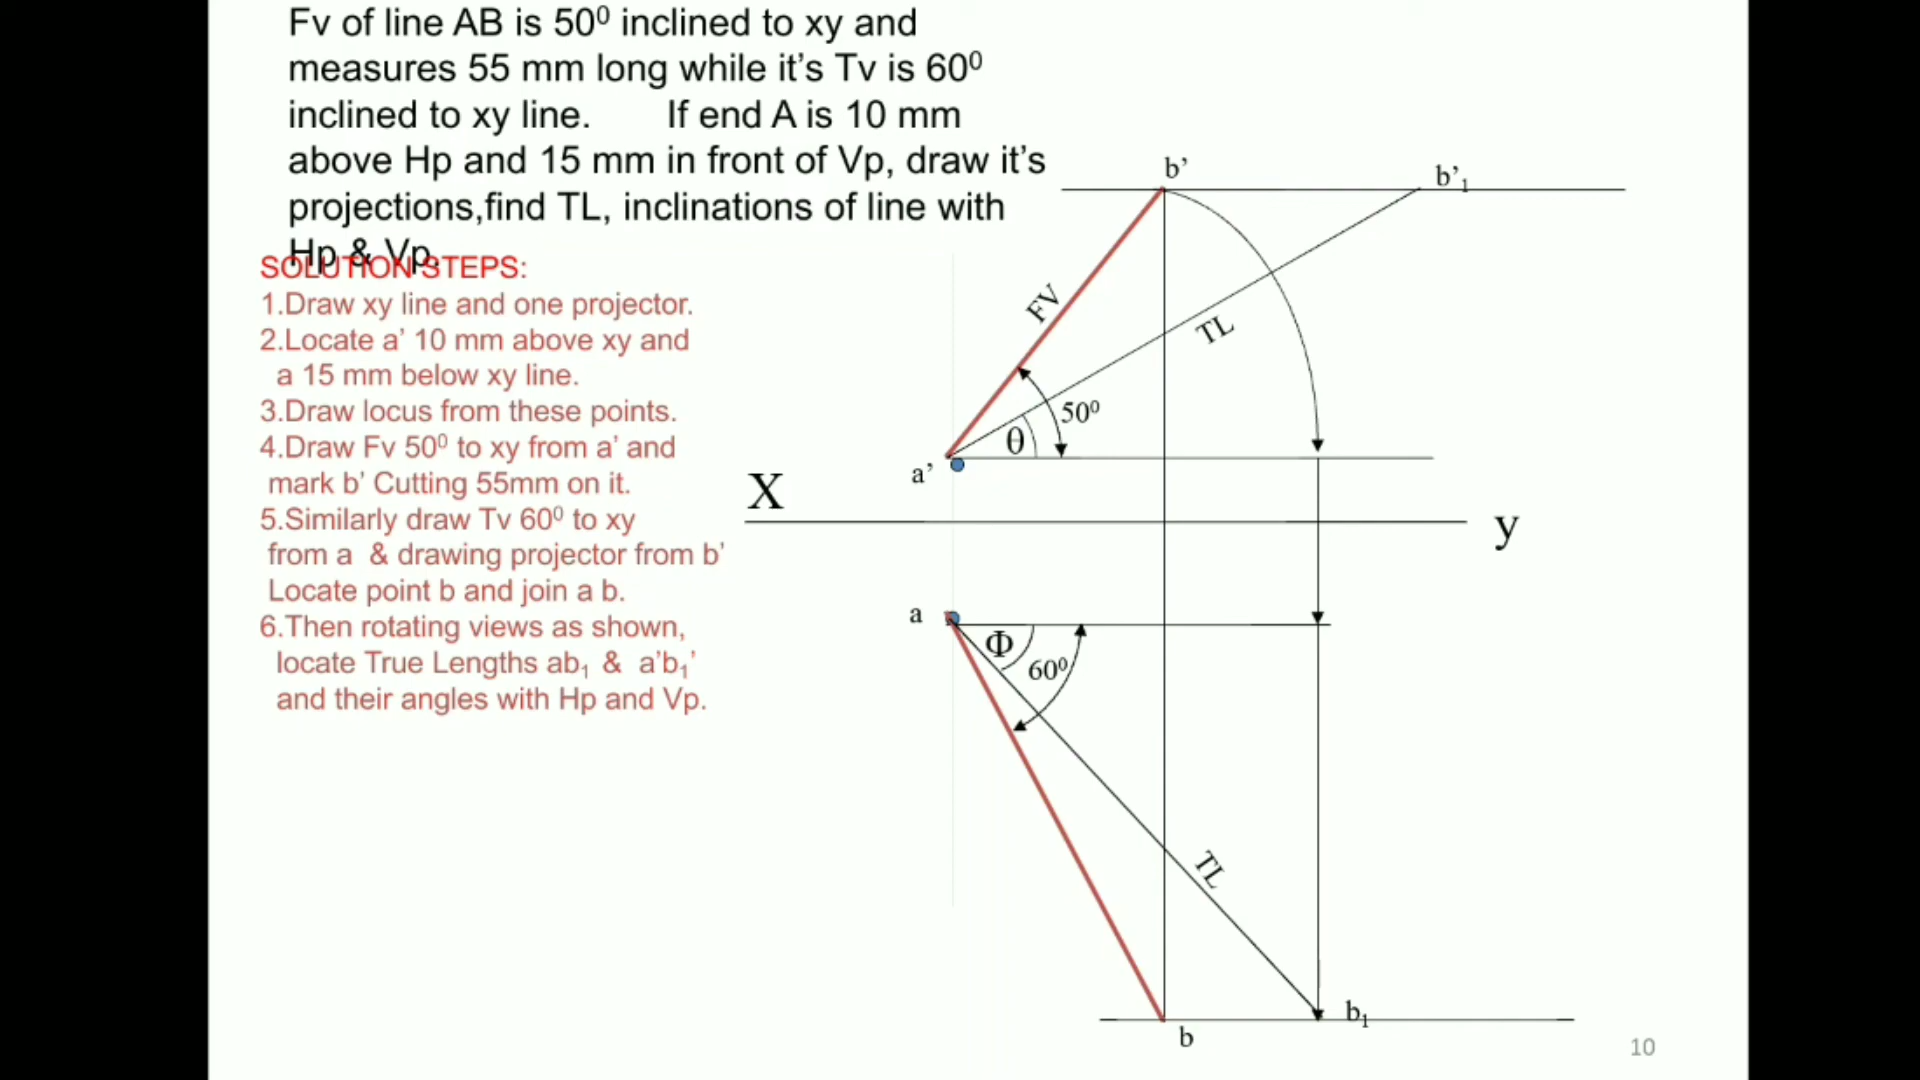 Fv of line AB is 50⁰ inclined to xy and
measures 55 mm long while it’s Tv is 60⁰
inclined to xy line. If end A is 10 mm
above Hp and 15 mm in front of Vp, draw it’s
projections,find TL, inclinations of line with
Hp & Vp.
SOLUTION STEPS:
1.Draw xy line and one projector.
2.Locate a’ 10 mm above xy and
a 15 mm below xy line.
3.Draw locus from these points.
4.Draw Fv 50⁰ to xy from a’ and
mark b’ Cutting 55mm on it.
5.Similarly draw Tv 60⁰ to xy
from a & drawing projector from b’
Locate point b and join a b.
6.Then rotating views as shown,
locate True Lengths ab₁ & a’b₁’
and their angles with Hp and Vp.
b’
b’₁
FV
TL
50⁰
θ
a’
X
y
a
Φ
60⁰
TL
b₁
b
10